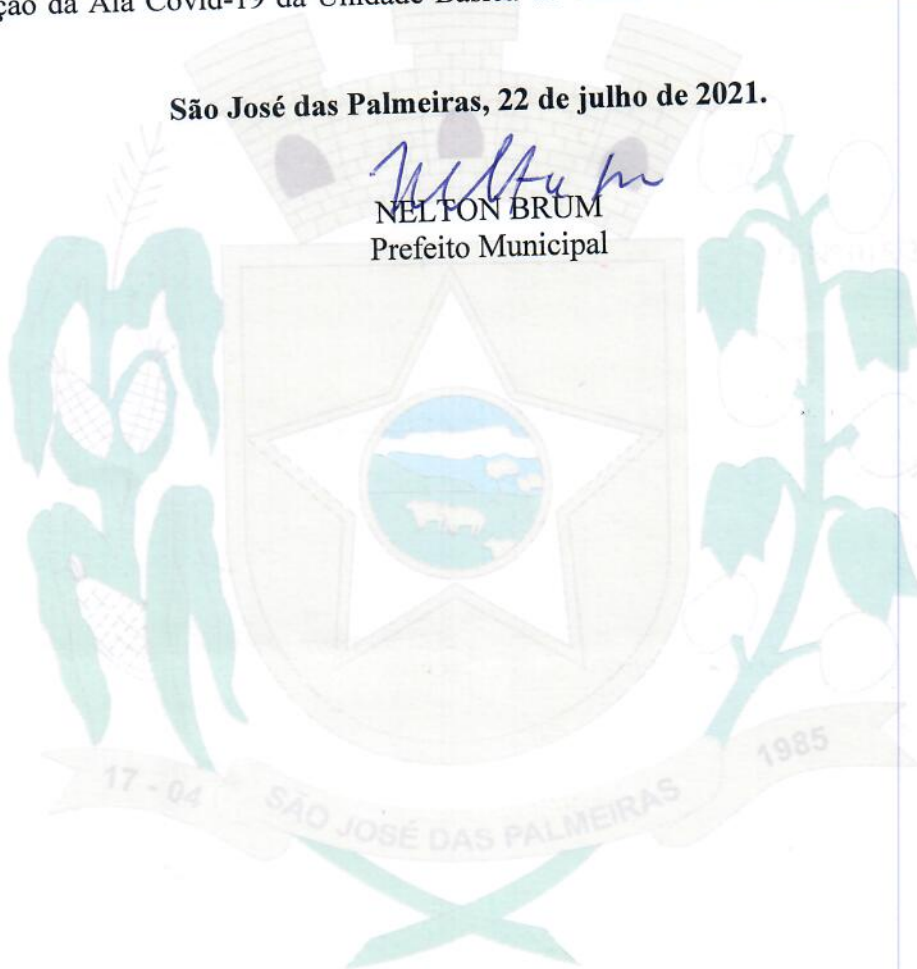 ção da Ala Covid-19 da Unidade Básica
São José das Palmeiras, 22 de julho de 2021.
NELTON BRUM
Prefeito Municipal
17 - 04
SÃO JOSÉ DAS PALMEIRAS
1985